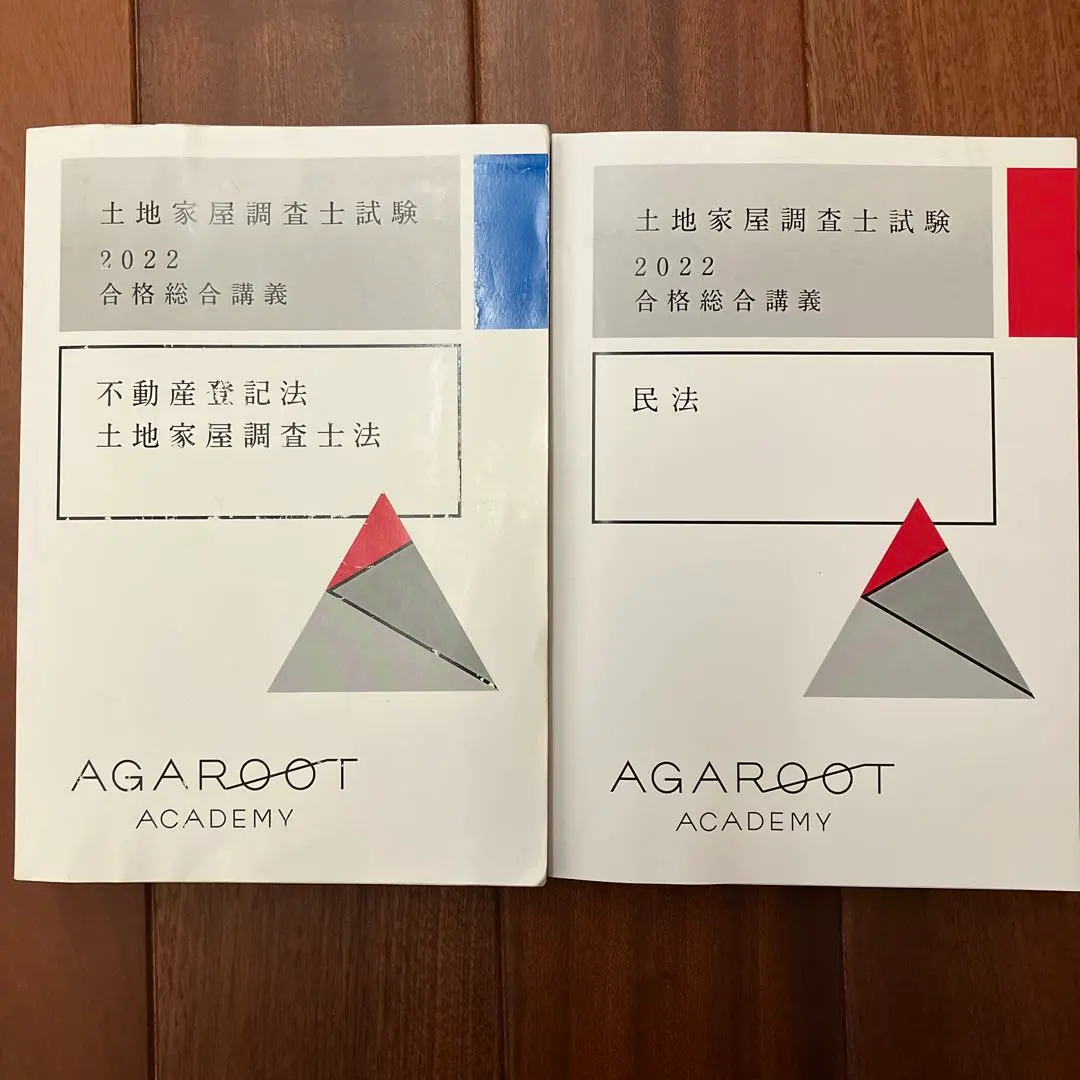 土地家屋調査士試験
2022
合格総合講義
不動産登記法
土地家屋調査士法
AGAROOT
ACADEMY
土地家屋調査士試験
2022
合格総合講義
民法
AGAROOT
ACADEMY